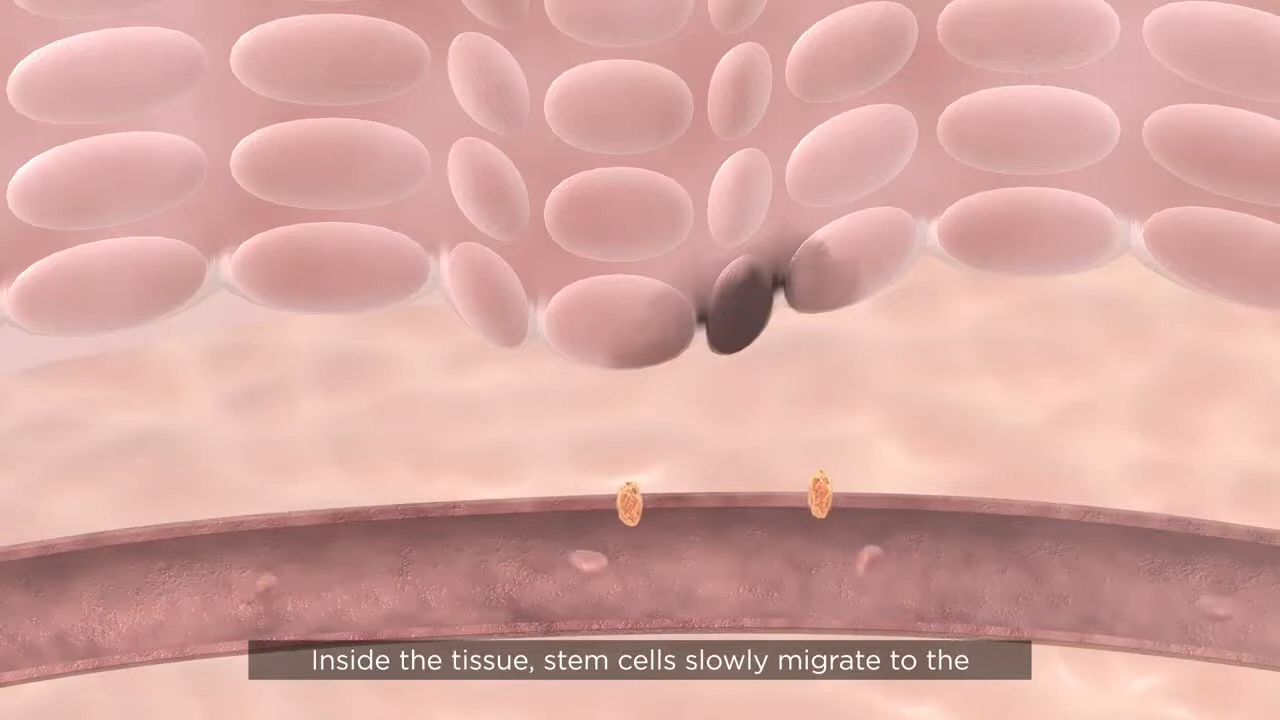 Inside the tissue, stem cells slowly migrate to the